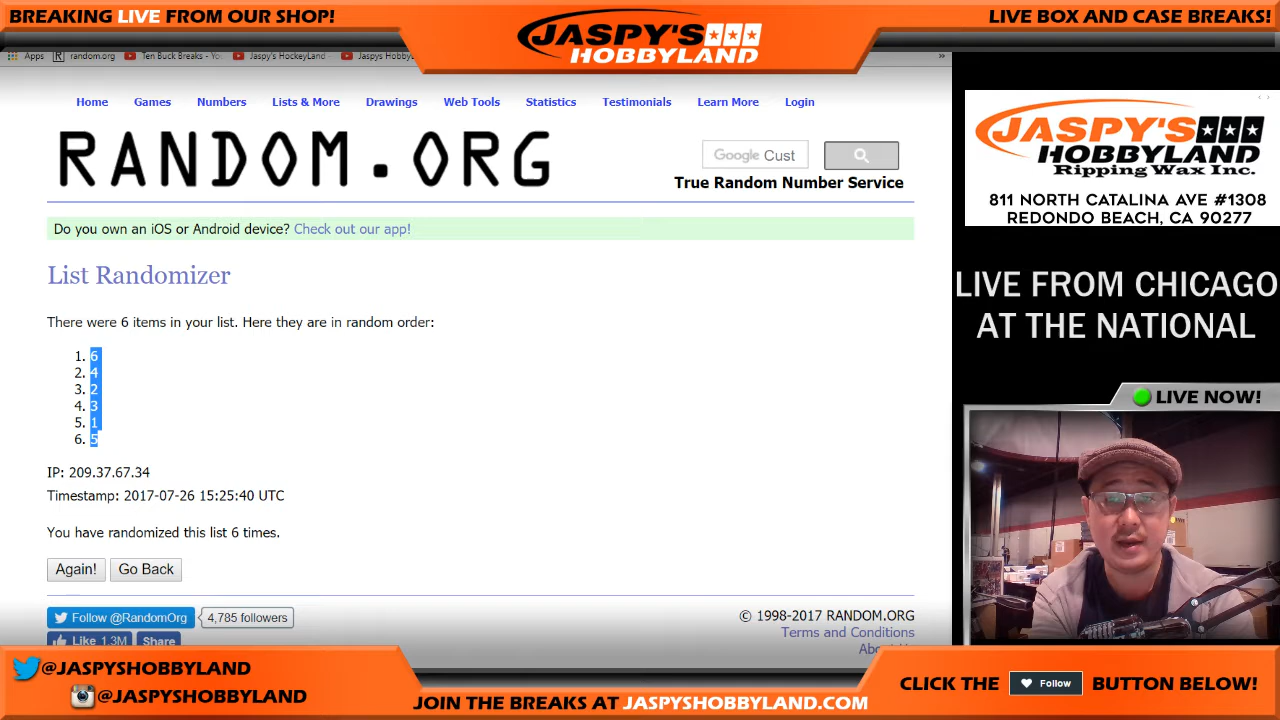 BREAKING LIVE FROM OUR SHOP!
JASPY'S
HOBBYLAND
LIVE BOX AND CASE BREAKS!
Apps random.org Ten Buck Breaks - Yo Jaspy's HockeyLand Jaspys Hobby »
Home Games Numbers Lists & More Drawings Web Tools Statistics Testimonials Learn More Login
RANDOM.ORG
Google Cust
True Random Number Service
Do you own an iOS or Android device? Check out our app!
List Randomizer
There were 6 items in your list. Here they are in random order:
1. 6
2. 4
3. 2
4. 3
5. 1
6. 5
IP: 209.37.67.34
Timestamp: 2017-07-26 15:25:40 UTC
You have randomized this list 6 times.
Again! Go Back
Follow @RandomOrg 4,785 followers
Like 1.3M Share
© 1998-2017 RANDOM.ORG
Terms and Conditions
JASPY'S
HOBBYLAND
Ripping Wax Inc.
811 NORTH CATALINA AVE #1308
REDONDO BEACH, CA 90277
LIVE FROM CHICAGO
AT THE NATIONAL
LIVE NOW!
@JASPYSHOBBYLAND
@JASPYSHOBBYLAND
JOIN THE BREAKS AT JASPYSHOBBYLAND.COM
CLICK THE Follow BUTTON BELOW!